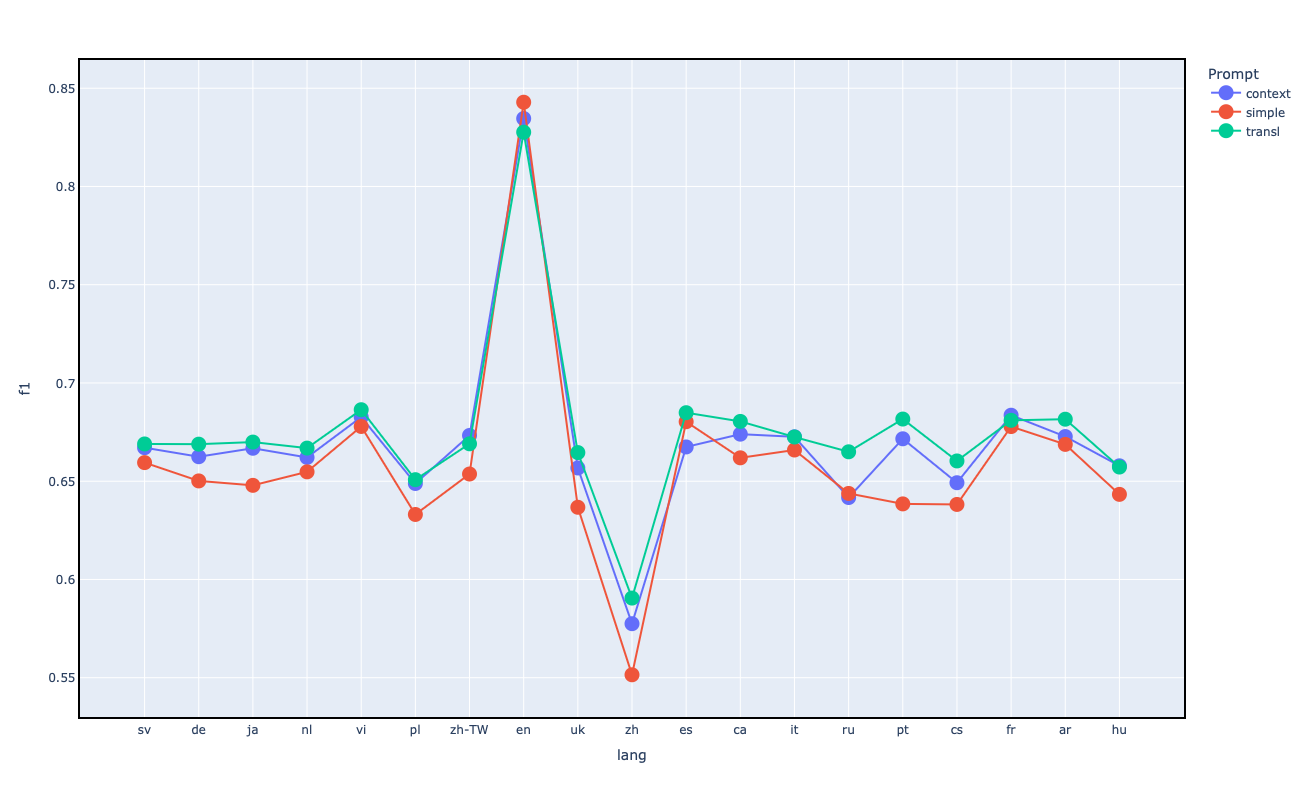 Prompt
context
simple
transl
0.85
0.8
0.75
0.7
0.65
0.6
0.55
f1
sv de ja nl vi pl zh-TW en uk zh es ca it ru pt cs fr ar hu
lang